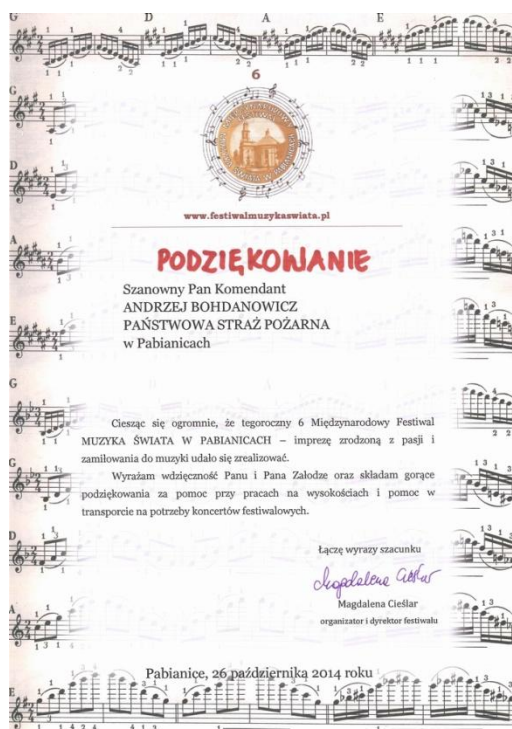 6
www.festiwalmuzykaswiata.pl
PODZIĘKOWANIE
Szanowny Pan Komendant
ANDRZEJ BOHDANOWICZ
PAŃSTWOWA STRAŻ POŻARNA
w Pabianicach
Ciesząc się ogromnie, że tegoroczny 6 Międzynarodowy Festiwal
MUZYKA ŚWIATA W PABIANICACH – imprezę zrodzoną z pasji i
zamiłowania do muzyki udało się zrealizować.
Wyrażam wdzięczność Panu i Pana Załodze oraz składam gorące
podziękowania za pomoc przy pracach na wysokościach i pomoc w
transporcie na potrzeby koncertów festiwalowych.
Łączę wyrazy szacunku
Magdalena Cieślar
Magdalena Cieślar
organizator i dyrektor festiwalu
Pabianice, 26 października 2014 roku